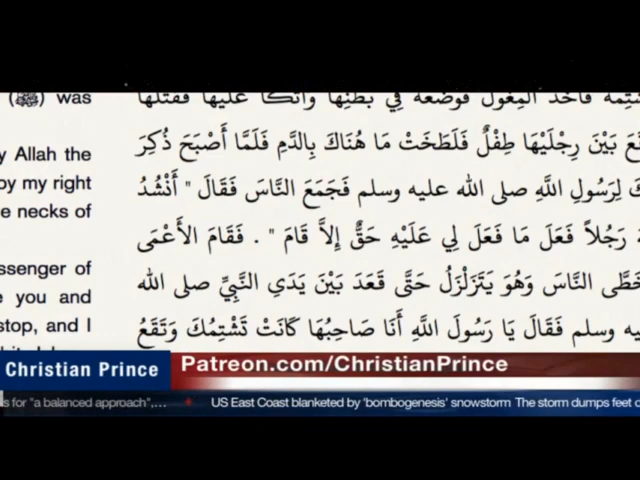 (ﷺ) was
y Allah the
by my right
e necks of
ssenger of
e you and
stop, and I
فَأَخَذَ الْمِغْوَلَ فَوَضَعَهُ فِي بَطْنِهَا وَاتَّكَأَ عَلَيْهَا فَقَتَلَهَا
بَيْنَ رِجْلَيْهَا طِفْلٌ فَلَطَخَتْ مَا هُنَاكَ بِالدَّمِ فَلَمَّا أَصْبَحَ ذُكِرَ
لِرَسُولِ اللَّهِ صلى الله عليه وسلم فَجَمَعَ النَّاسَ فَقَالَ " أَنْشُدُ
رَجُلاً فَعَلَ مَا فَعَلَ لِي عَلَيْهِ حَقٌّ إِلاَّ قَامَ " . فَقَامَ الأَعْمَى
النَّاسَ وَهُوَ يَتَزَلْزَلُ حَتَّى قَعَدَ بَيْنَ يَدَىِ النَّبِيِّ صلى الله
وسلم فَقَالَ يَا رَسُولَ اللَّهِ أَنَا صَاحِبُهَا كَانَتْ تَشْتِمُكَ وَتَقَعُ
Christian Prince
Patreon.com/ChristianPrince
s for "a balanced approach",... US East Coast blanketed by 'bombogenesis' snowstorm The storm dumps feet o